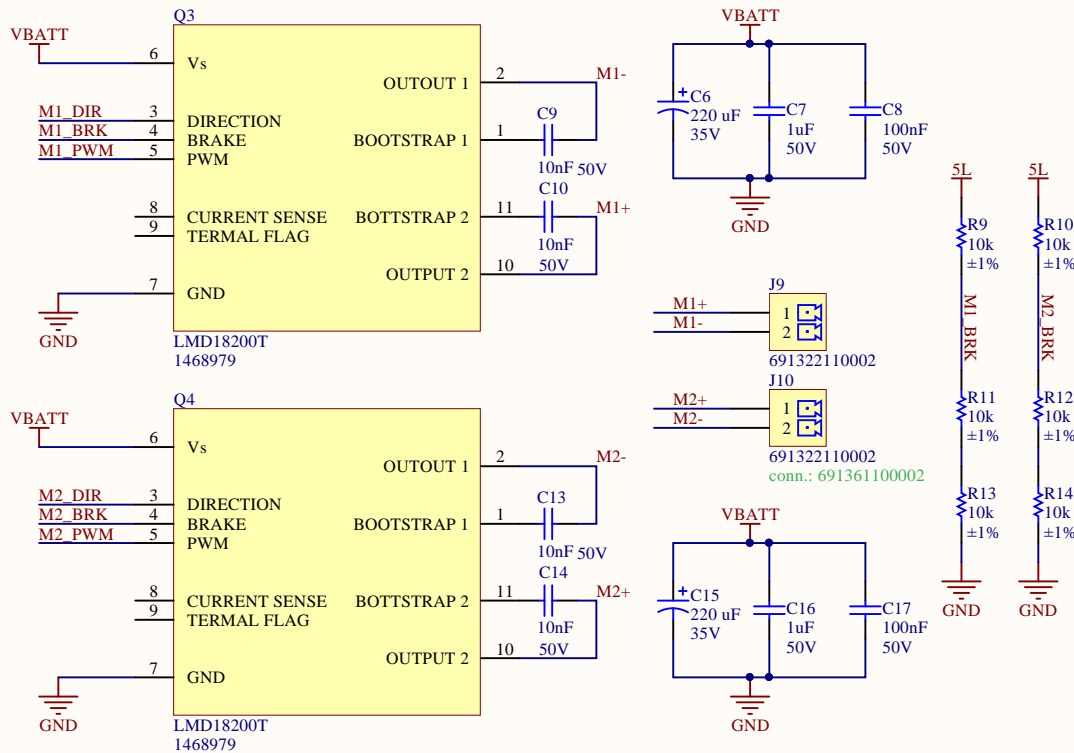 Q3
VBATT
6
Vs
OUTOUT 1
2
M1-
M1_DIR
3
DIRECTION
M1_BRK
4
BRAKE
M1_PWM
5
PWM
BOOTSTRAP 1
1
C9
10nF 50V
C10
8
CURRENT SENSE
9
TERMAL FLAG
BOTTSTRAP 2
11
M1+
10nF
50V
OUTPUT 2
10
7
GND
GND
LMD18200T
1468979
VBATT
C6
220 uF
35V
C7
1uF
50V
C8
100nF
50V
GND
J9
M1+
1
M1-
2
691322110002
J10
M2+
1
M2-
2
691322110002
conn.: 691361100002
5L
R9
10k
±1%
M1_BRK
R11
10k
±1%
R13
10k
±1%
GND
5L
R10
10k
±1%
M2_BRK
R12
10k
±1%
R14
10k
±1%
GND
Q4
VBATT
6
Vs
OUTOUT 1
2
M2-
M2_DIR
3
DIRECTION
M2_BRK
4
BRAKE
M2_PWM
5
PWM
BOOTSTRAP 1
1
C13
10nF 50V
C14
8
CURRENT SENSE
9
TERMAL FLAG
BOTTSTRAP 2
11
M2+
10nF
50V
OUTPUT 2
10
7
GND
GND
LMD18200T
1468979
VBATT
C15
220 uF
35V
C16
1uF
50V
C17
100nF
50V
GND